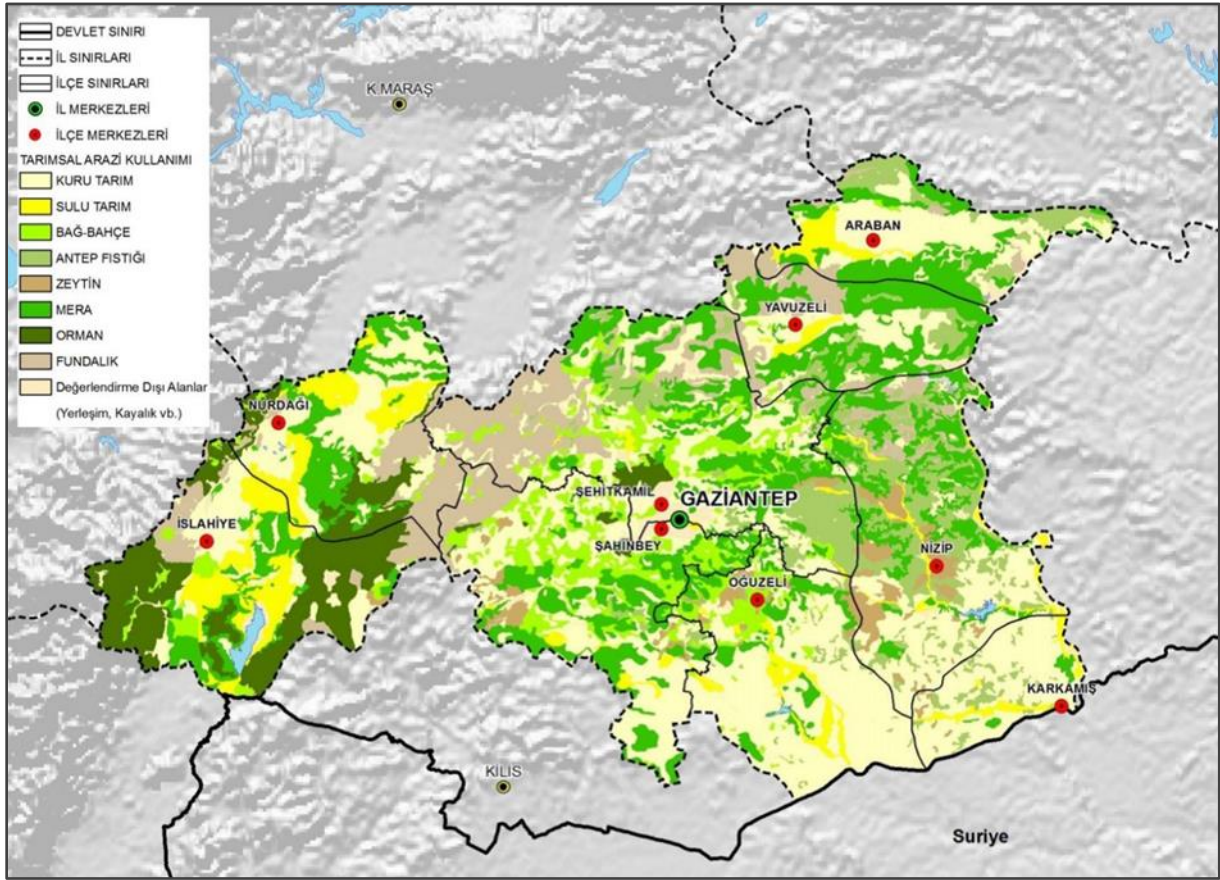 DEVLET SINIRI
İL SINIRLARI
İLÇE SINIRLARI
İL MERKEZLERİ
İLÇE MERKEZLERİ
TARIMSAL ARAZİ KULLANIMI
KURU TARIM
SULU TARIM
BAĞ-BAHÇE
ANTEP FISTIĞI
ZEYTİN
MERA
ORMAN
FUNDALIK
Değerlendirme Dışı Alanlar
(Yerleşim, Kayalık vb.)
K.MARAŞ
ARABAN
YAVUZELİ
NURDAĞI
ŞEHİTKAMİL
GAZİANTEP
İSLAHİYE
ŞAHİNBEY
NİZİP
OĞUZELİ
KARKAMIŞ
KİLİS
Suriye